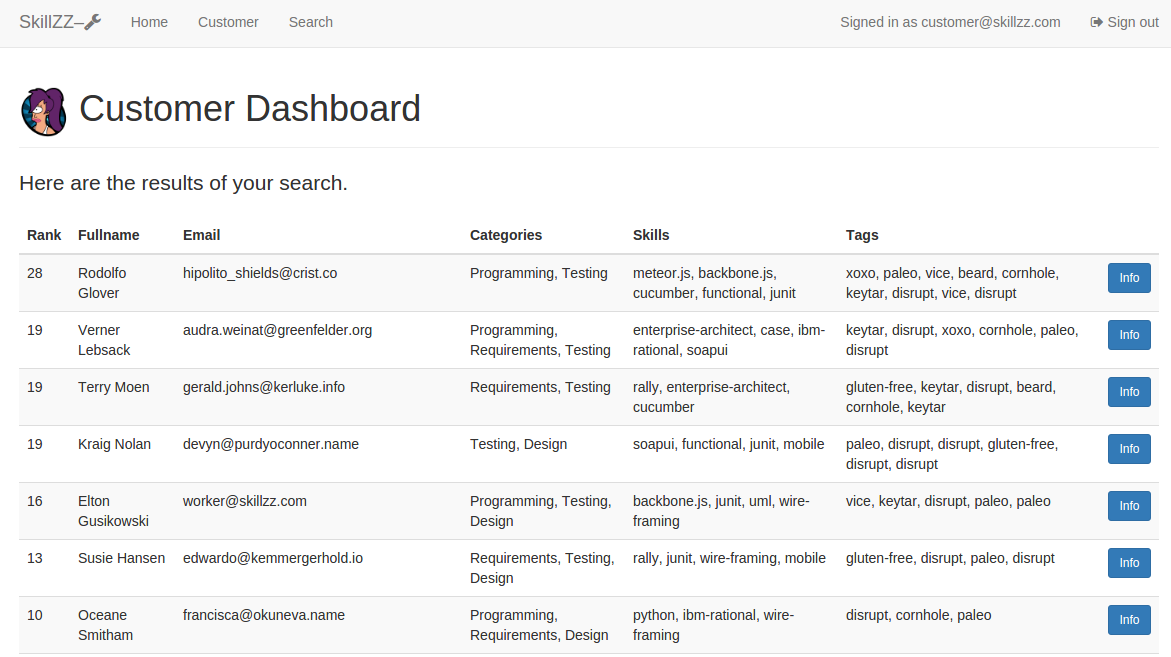 SkillZZ– Home Customer Search Signed in as customer@skillzz.com Sign out
Customer Dashboard
Here are the results of your search.
Rank Fullname Email Categories Skills Tags
28 Rodolfo hipolito_shields@crist.co Programming, Testing meteor.js, backbone.js, xoxo, paleo, vice, beard, cornhole, Info
Glover cucumber, functional, junit keytar, disrupt, vice, disrupt
19 Verner audra.weinat@greenfelder.org Programming, enterprise-architect, case, ibm- keytar, disrupt, xoxo, cornhole, paleo, Info
Lebsack Requirements, Testing rational, soapui disrupt
19 Terry Moen gerald.johns@kerluke.info Requirements, Testing rally, enterprise-architect, gluten-free, keytar, disrupt, beard, Info
cucumber cornhole, keytar
19 Kraig Nolan devyn@purdyoconner.name Testing, Design soapui, functional, junit, mobile paleo, disrupt, disrupt, gluten-free, Info
disrupt, disrupt
16 Elton worker@skillzz.com Programming, Testing, backbone.js, junit, uml, wire- vice, keytar, disrupt, paleo, paleo Info
Gusikowski Design framing
13 Susie Hansen edwardo@kemmergerhold.io Requirements, Testing, rally, junit, wire-framing, mobile gluten-free, disrupt, paleo, disrupt Info
Design
10 Oceane francisca@okuneva.name Programming, python, ibm-rational, wire- disrupt, cornhole, paleo Info
Smitham Requirements, Design framing